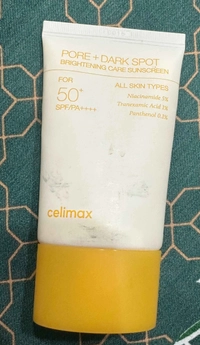 PORE + DARK SPOT
BRIGHTENING CARE SUNSCREEN
FOR
ALL SKIN TYPES
50+
SPF/PA++++
Niacinamide 5%
Tranexamic Acid 1%
Panthenol 0.5%
celimax